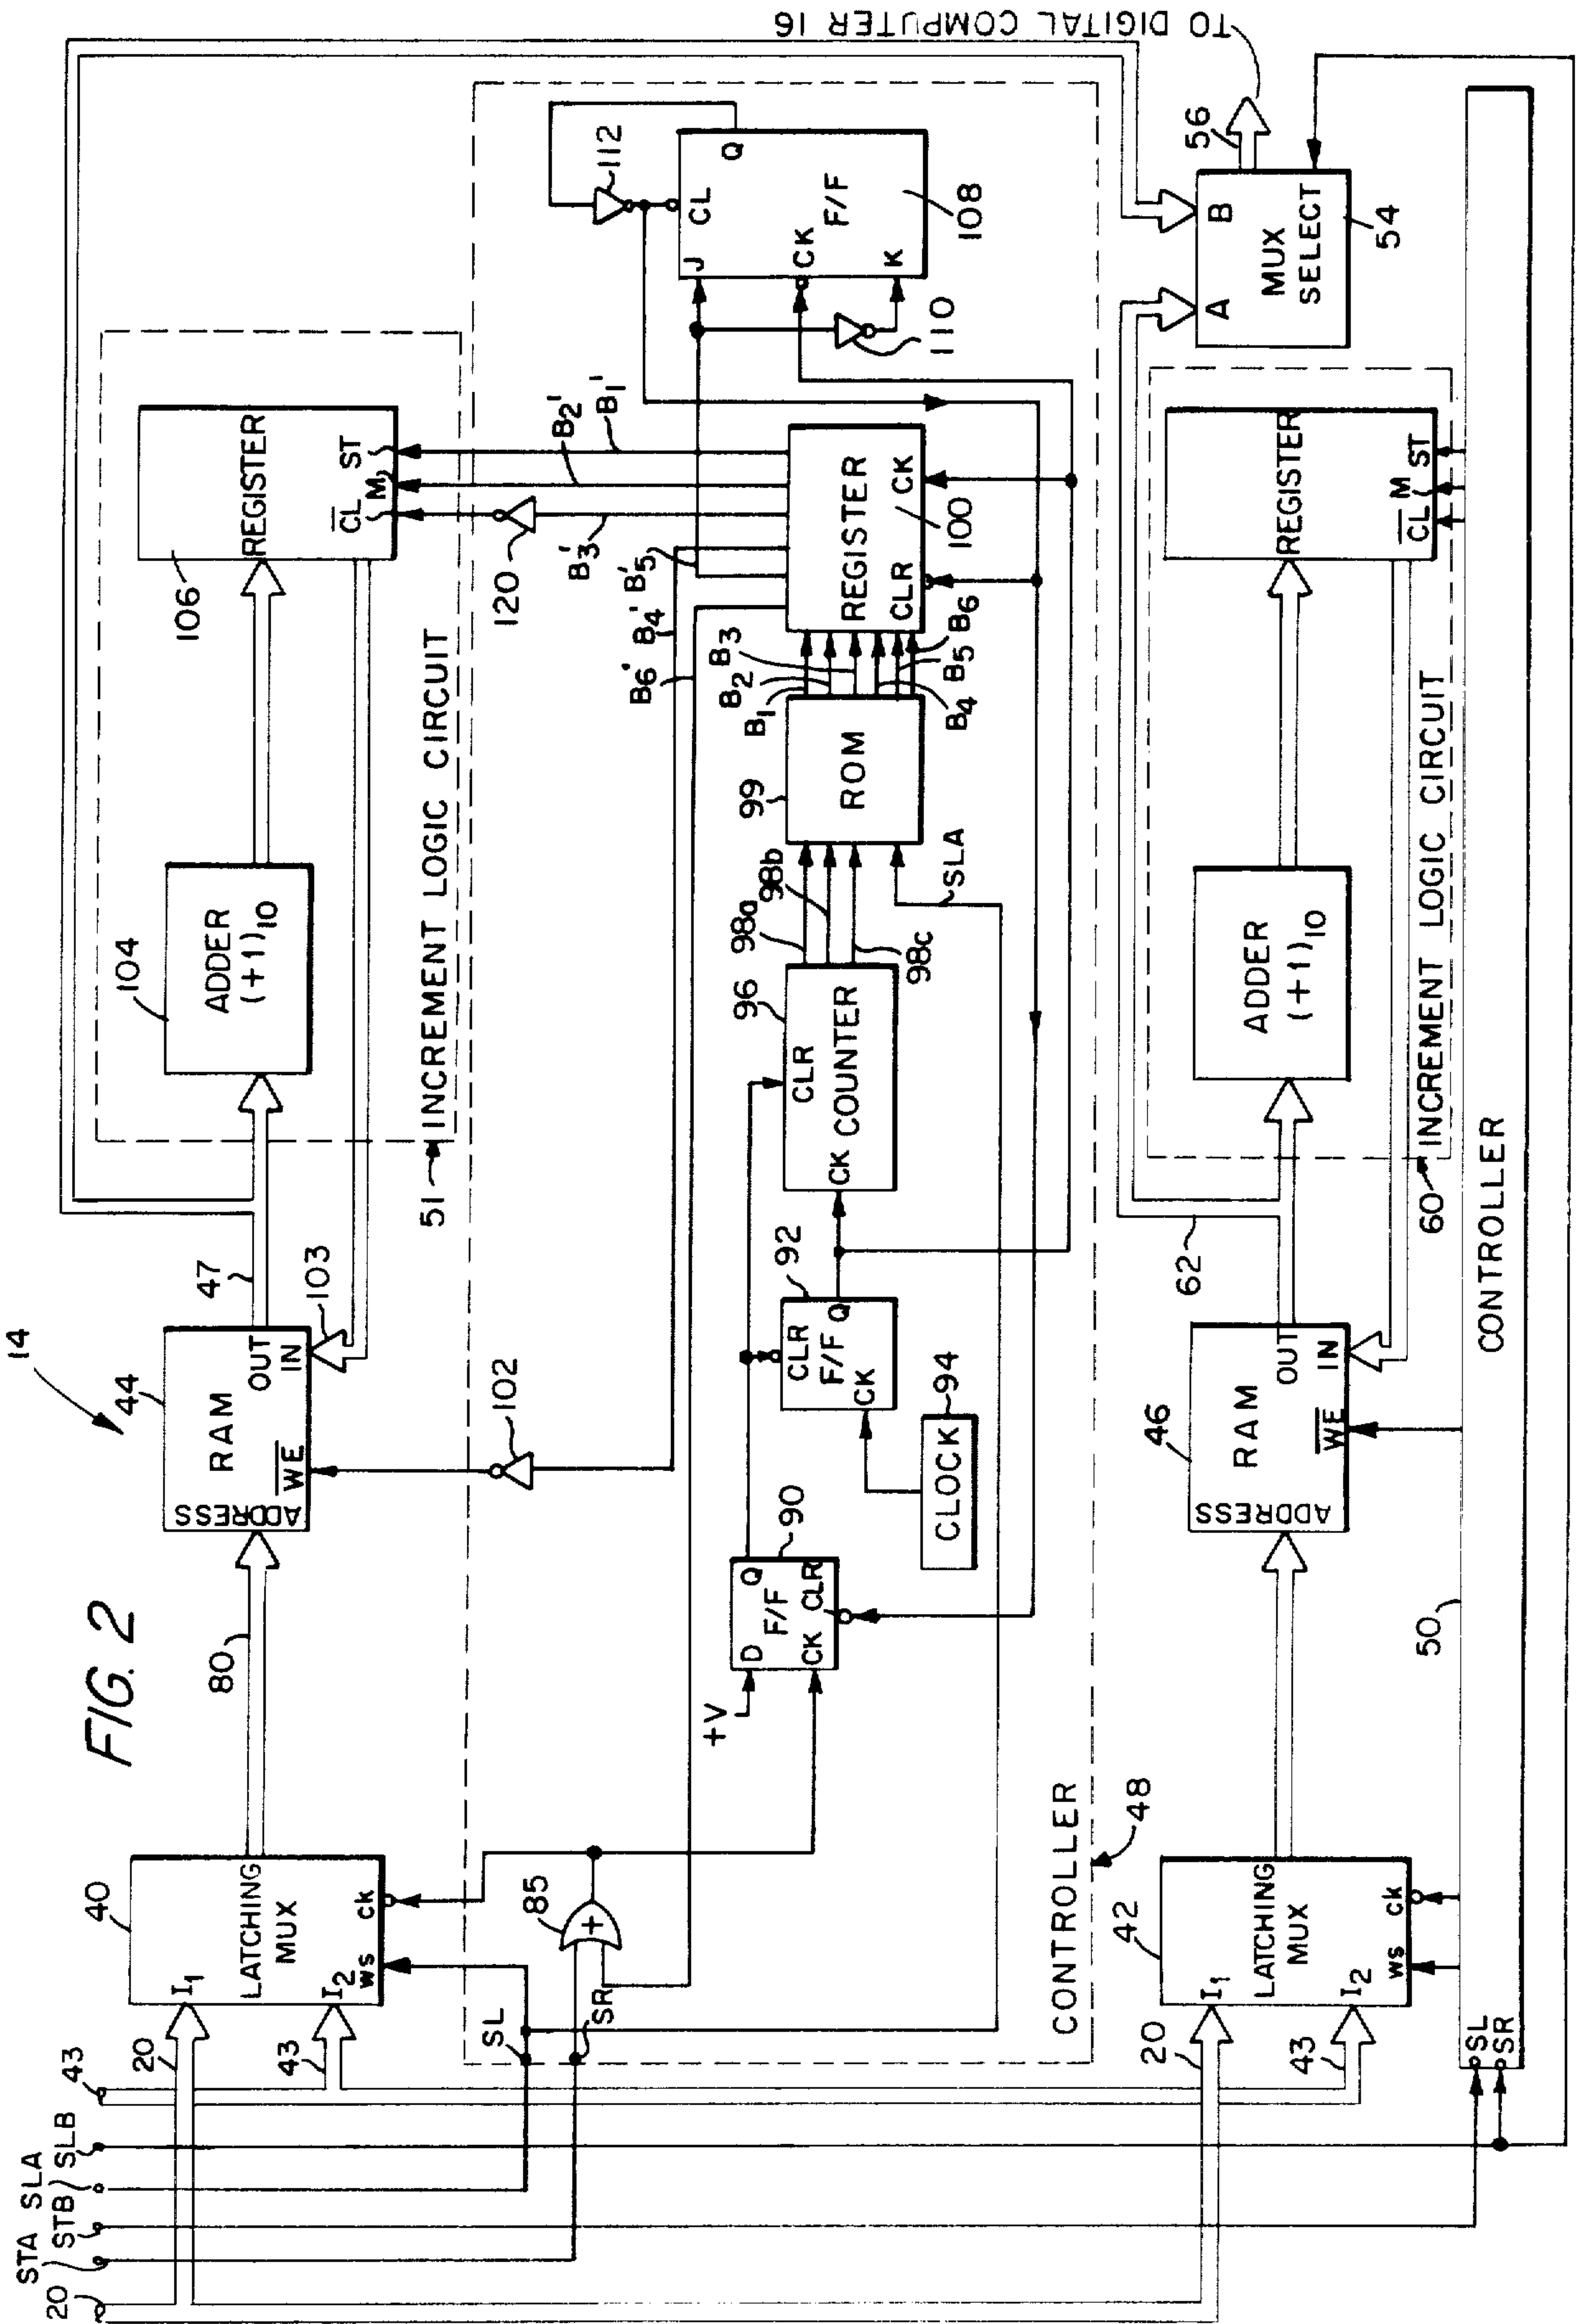 FIG. 2
14
20
STA
STB
SLA
SLB
43
20
43
40
I1
I2
LATCHING
MUX
ws
ck
80
44
ADDRESS
RAM
WE
OUT
IN
47
103
102
104
ADDER
(+1)10
106
REGISTER
CL
M
ST
51
INCREMENT LOGIC CIRCUIT
120
B1'
B2'
B3'
B4'
B5'
B6'
SL
SR
85
+
+V
D
Q
F/F
CK
CLR
90
CLOCK
94
92
CLR
F/F
Q
CK
96
CLR
CK COUNTER
98a
98b
98c
SLA
99
ROM
B1
B2
B3
B4
B5
B6
REGISTER
CLR
CK
100
J
CL
Q
CK
F/F
K
108
110
112
CONTROLLER
48
20
43
42
I1
I2
LATCHING
MUX
ws
ck
46
ADDRESS
RAM
WE
OUT
IN
62
ADDER
(+1)10
REGISTER
CL
M
ST
60
INCREMENT LOGIC CIRCUIT
A
B
MUX
SELECT
54
56
TO DIGITAL COMPUTER 16
SL
SR
50
CONTROLLER